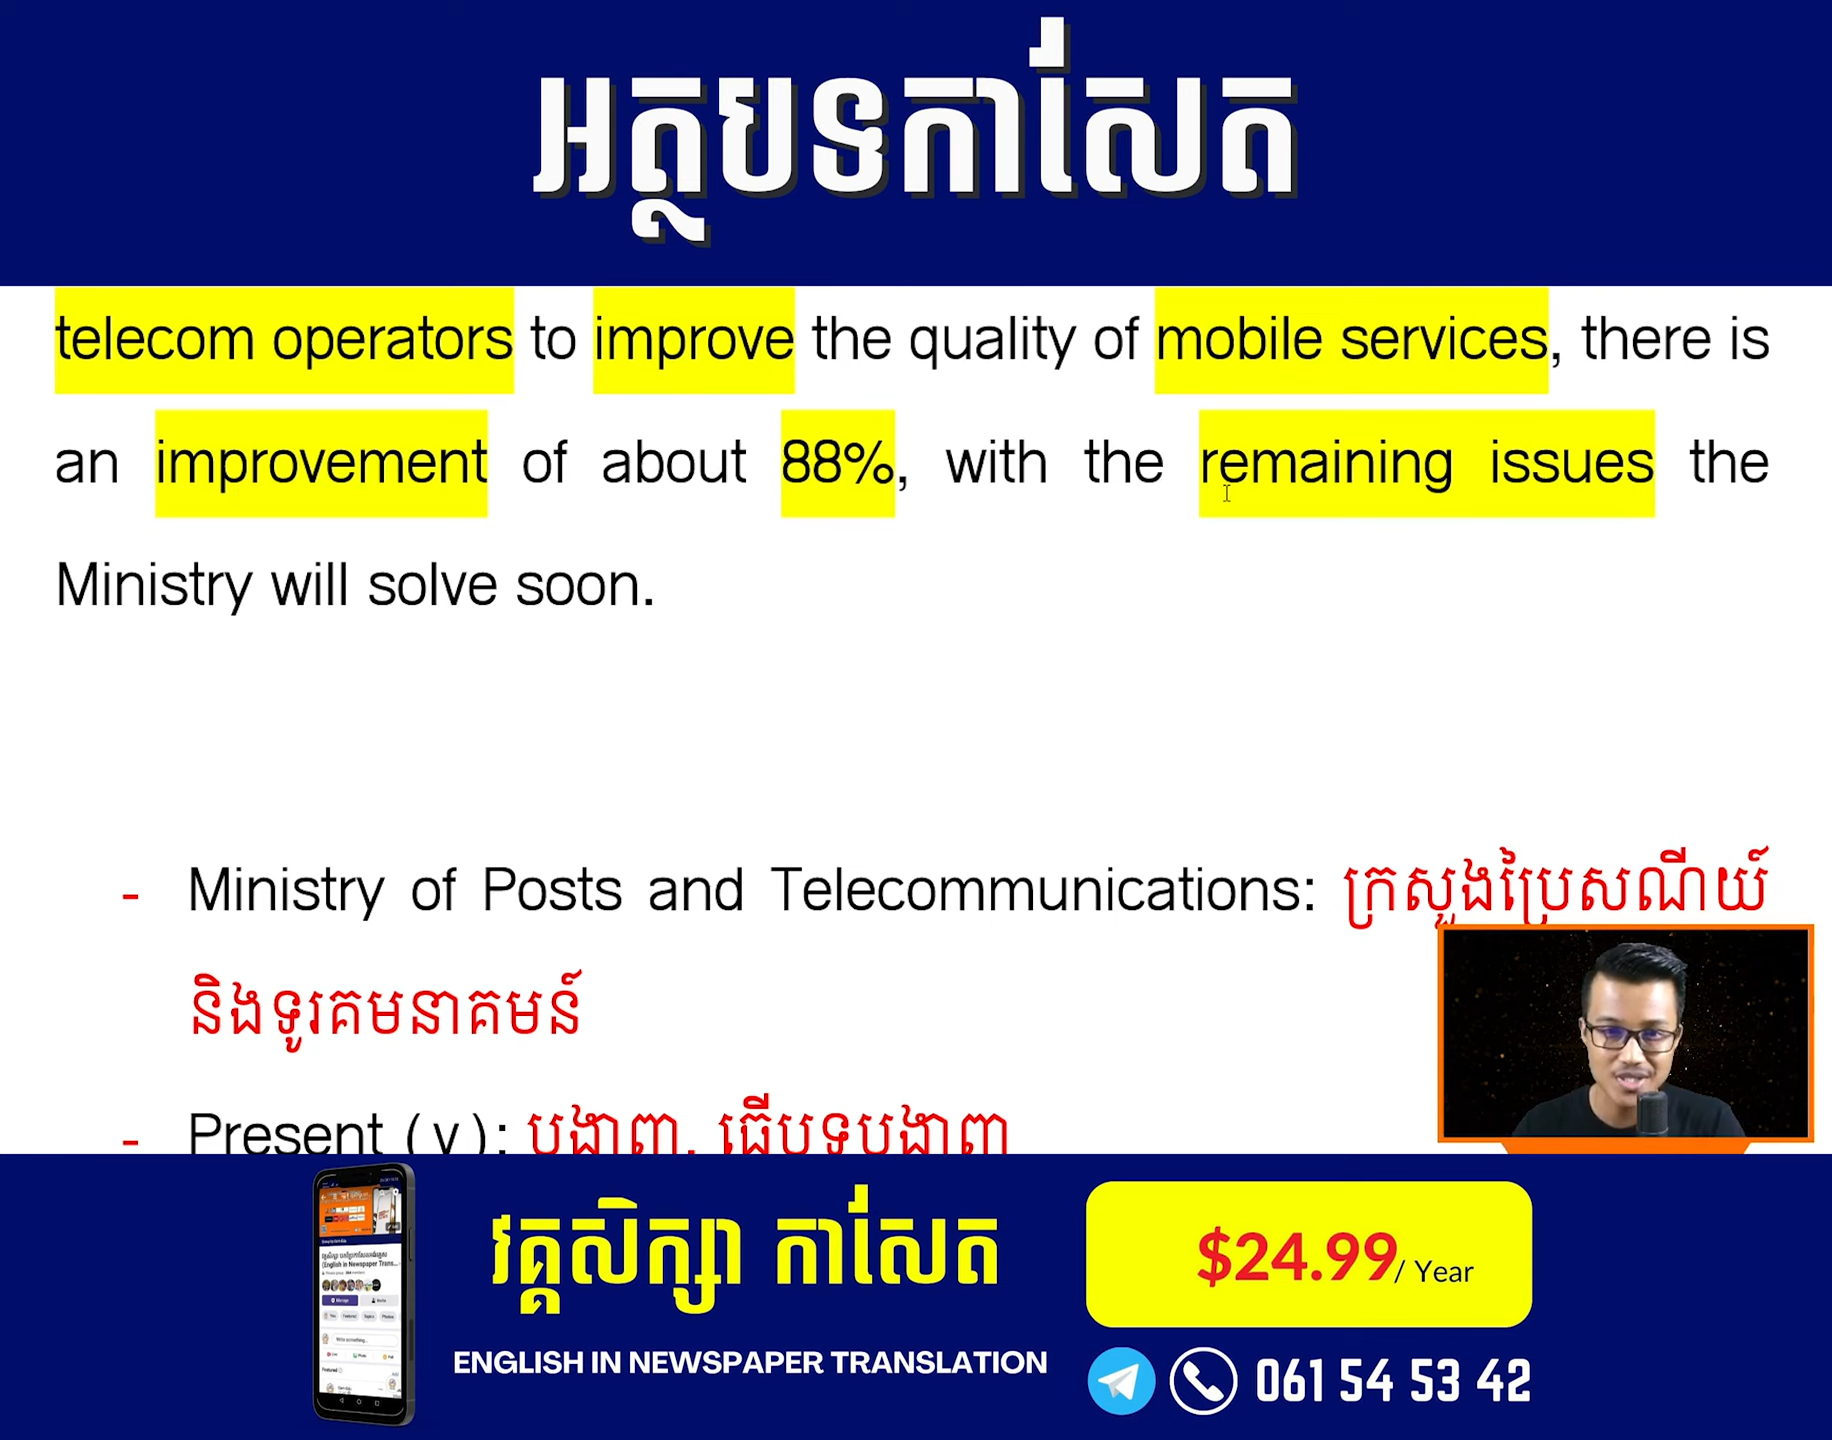 អត្ថបទកាសែត
telecom operators to improve the quality of mobile services, there is
an improvement of about 88%, with the remaining issues the
Ministry will solve soon.
- Ministry of Posts and Telecommunications: ក្រសួងប្រៃសណីយ៍
និងទូរគមនាគមន៍
- Present (v): បង្ហាញ, ធ្វើបទបង្ហាញ
វគ្គសិក្សា កាសែត
ENGLISH IN NEWSPAPER TRANSLATION
$24.99/ Year
061 54 53 42